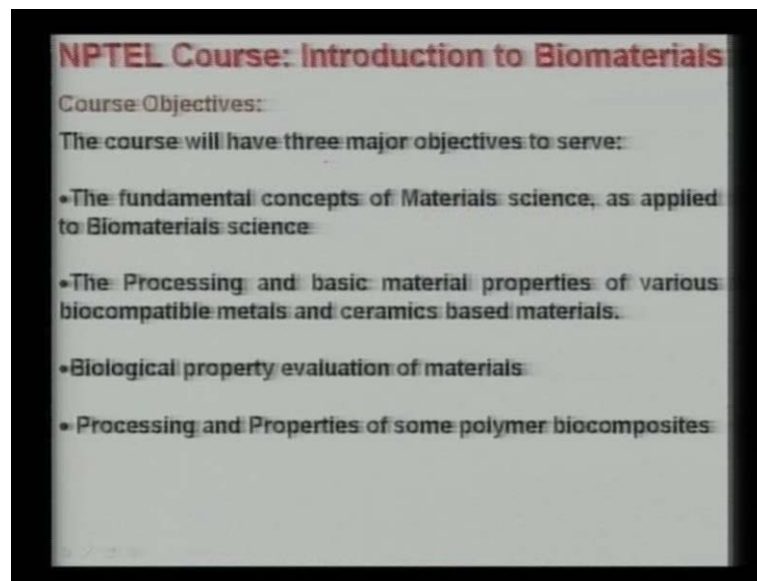 NPTEL Course: Introduction to Biomaterials
Course Objectives:
The course will have three major objectives to serve:
•The fundamental concepts of Materials science, as applied
to Biomaterials science
•The Processing and basic material properties of various
biocompatible metals and ceramics based materials.
•Biological property evaluation of materials
• Processing and Properties of some polymer biocomposites